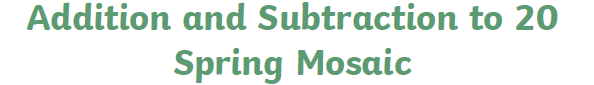 Addition and Subtraction to 20
Spring Mosaic